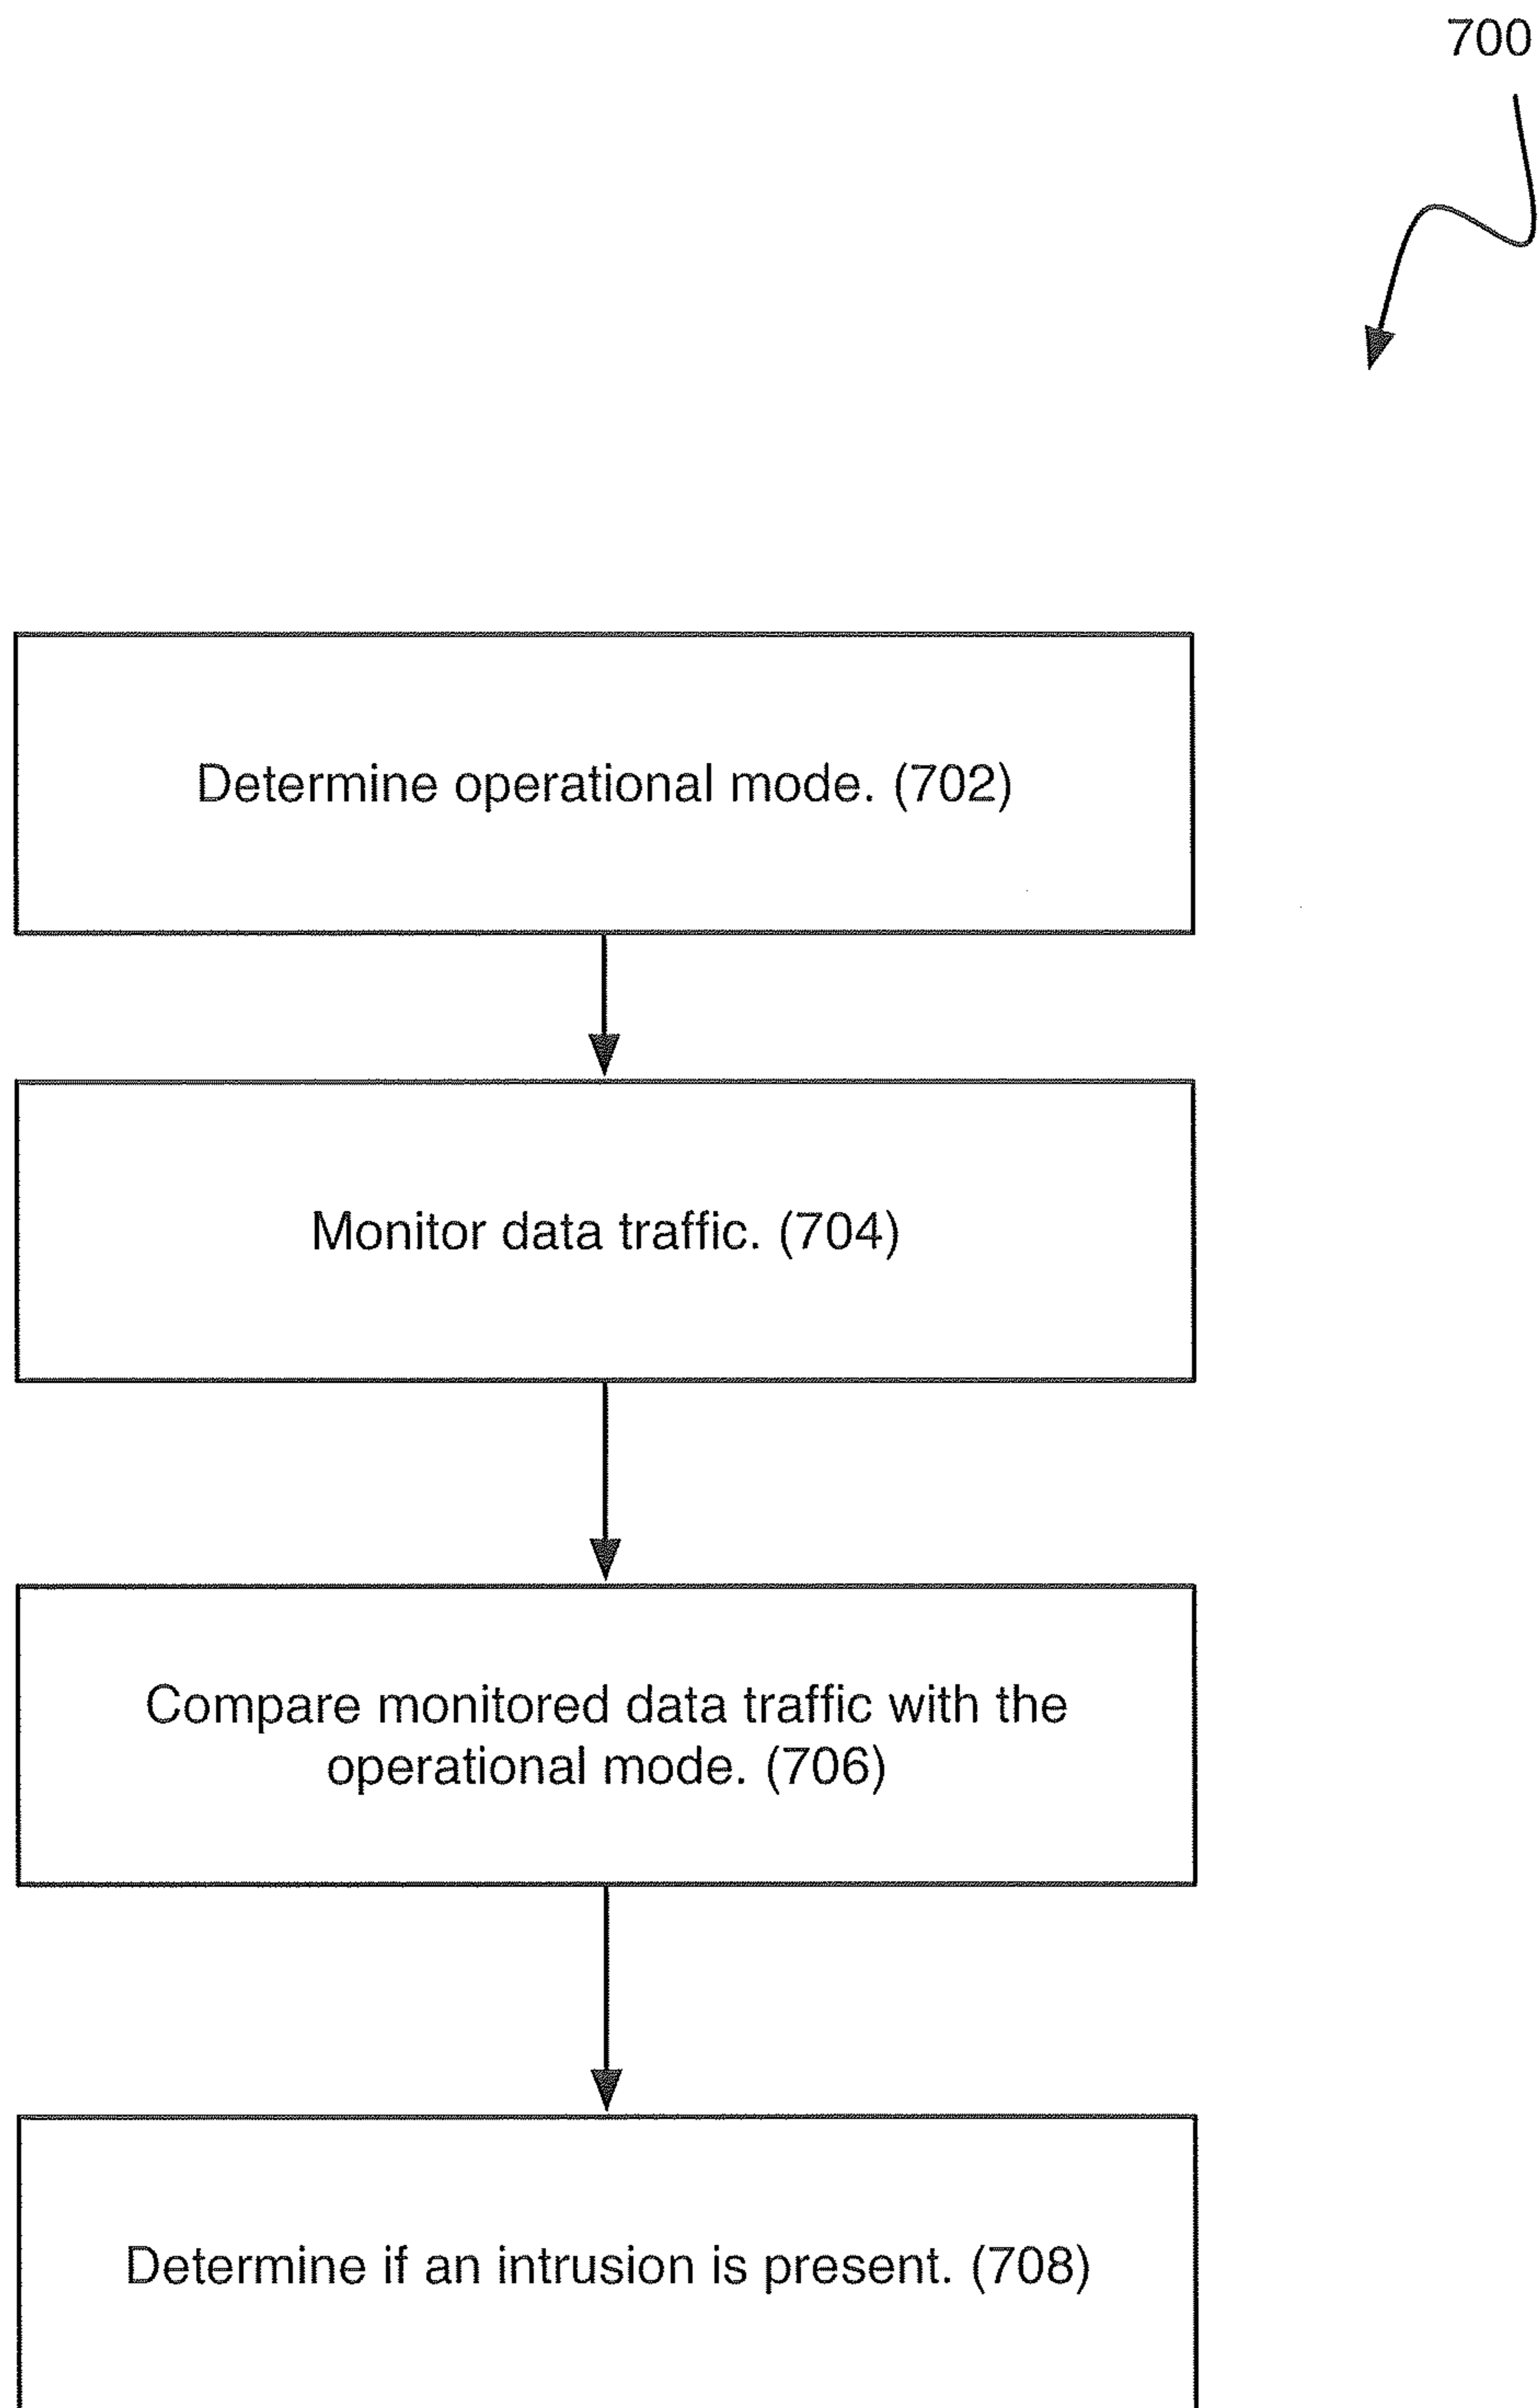 700
Determine operational mode. (702)
Monitor data traffic. (704)
Compare monitored data traffic with the
operational mode. (706)
Determine if an intrusion is present. (708)